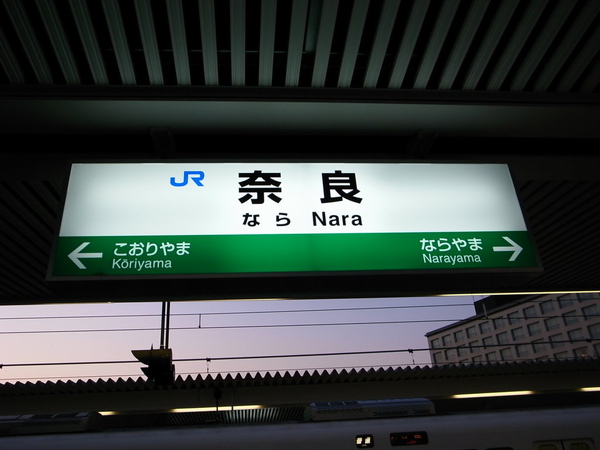 JR 奈良
なら Nara
← こおりやま ならやま →
Kōriyama Narayama